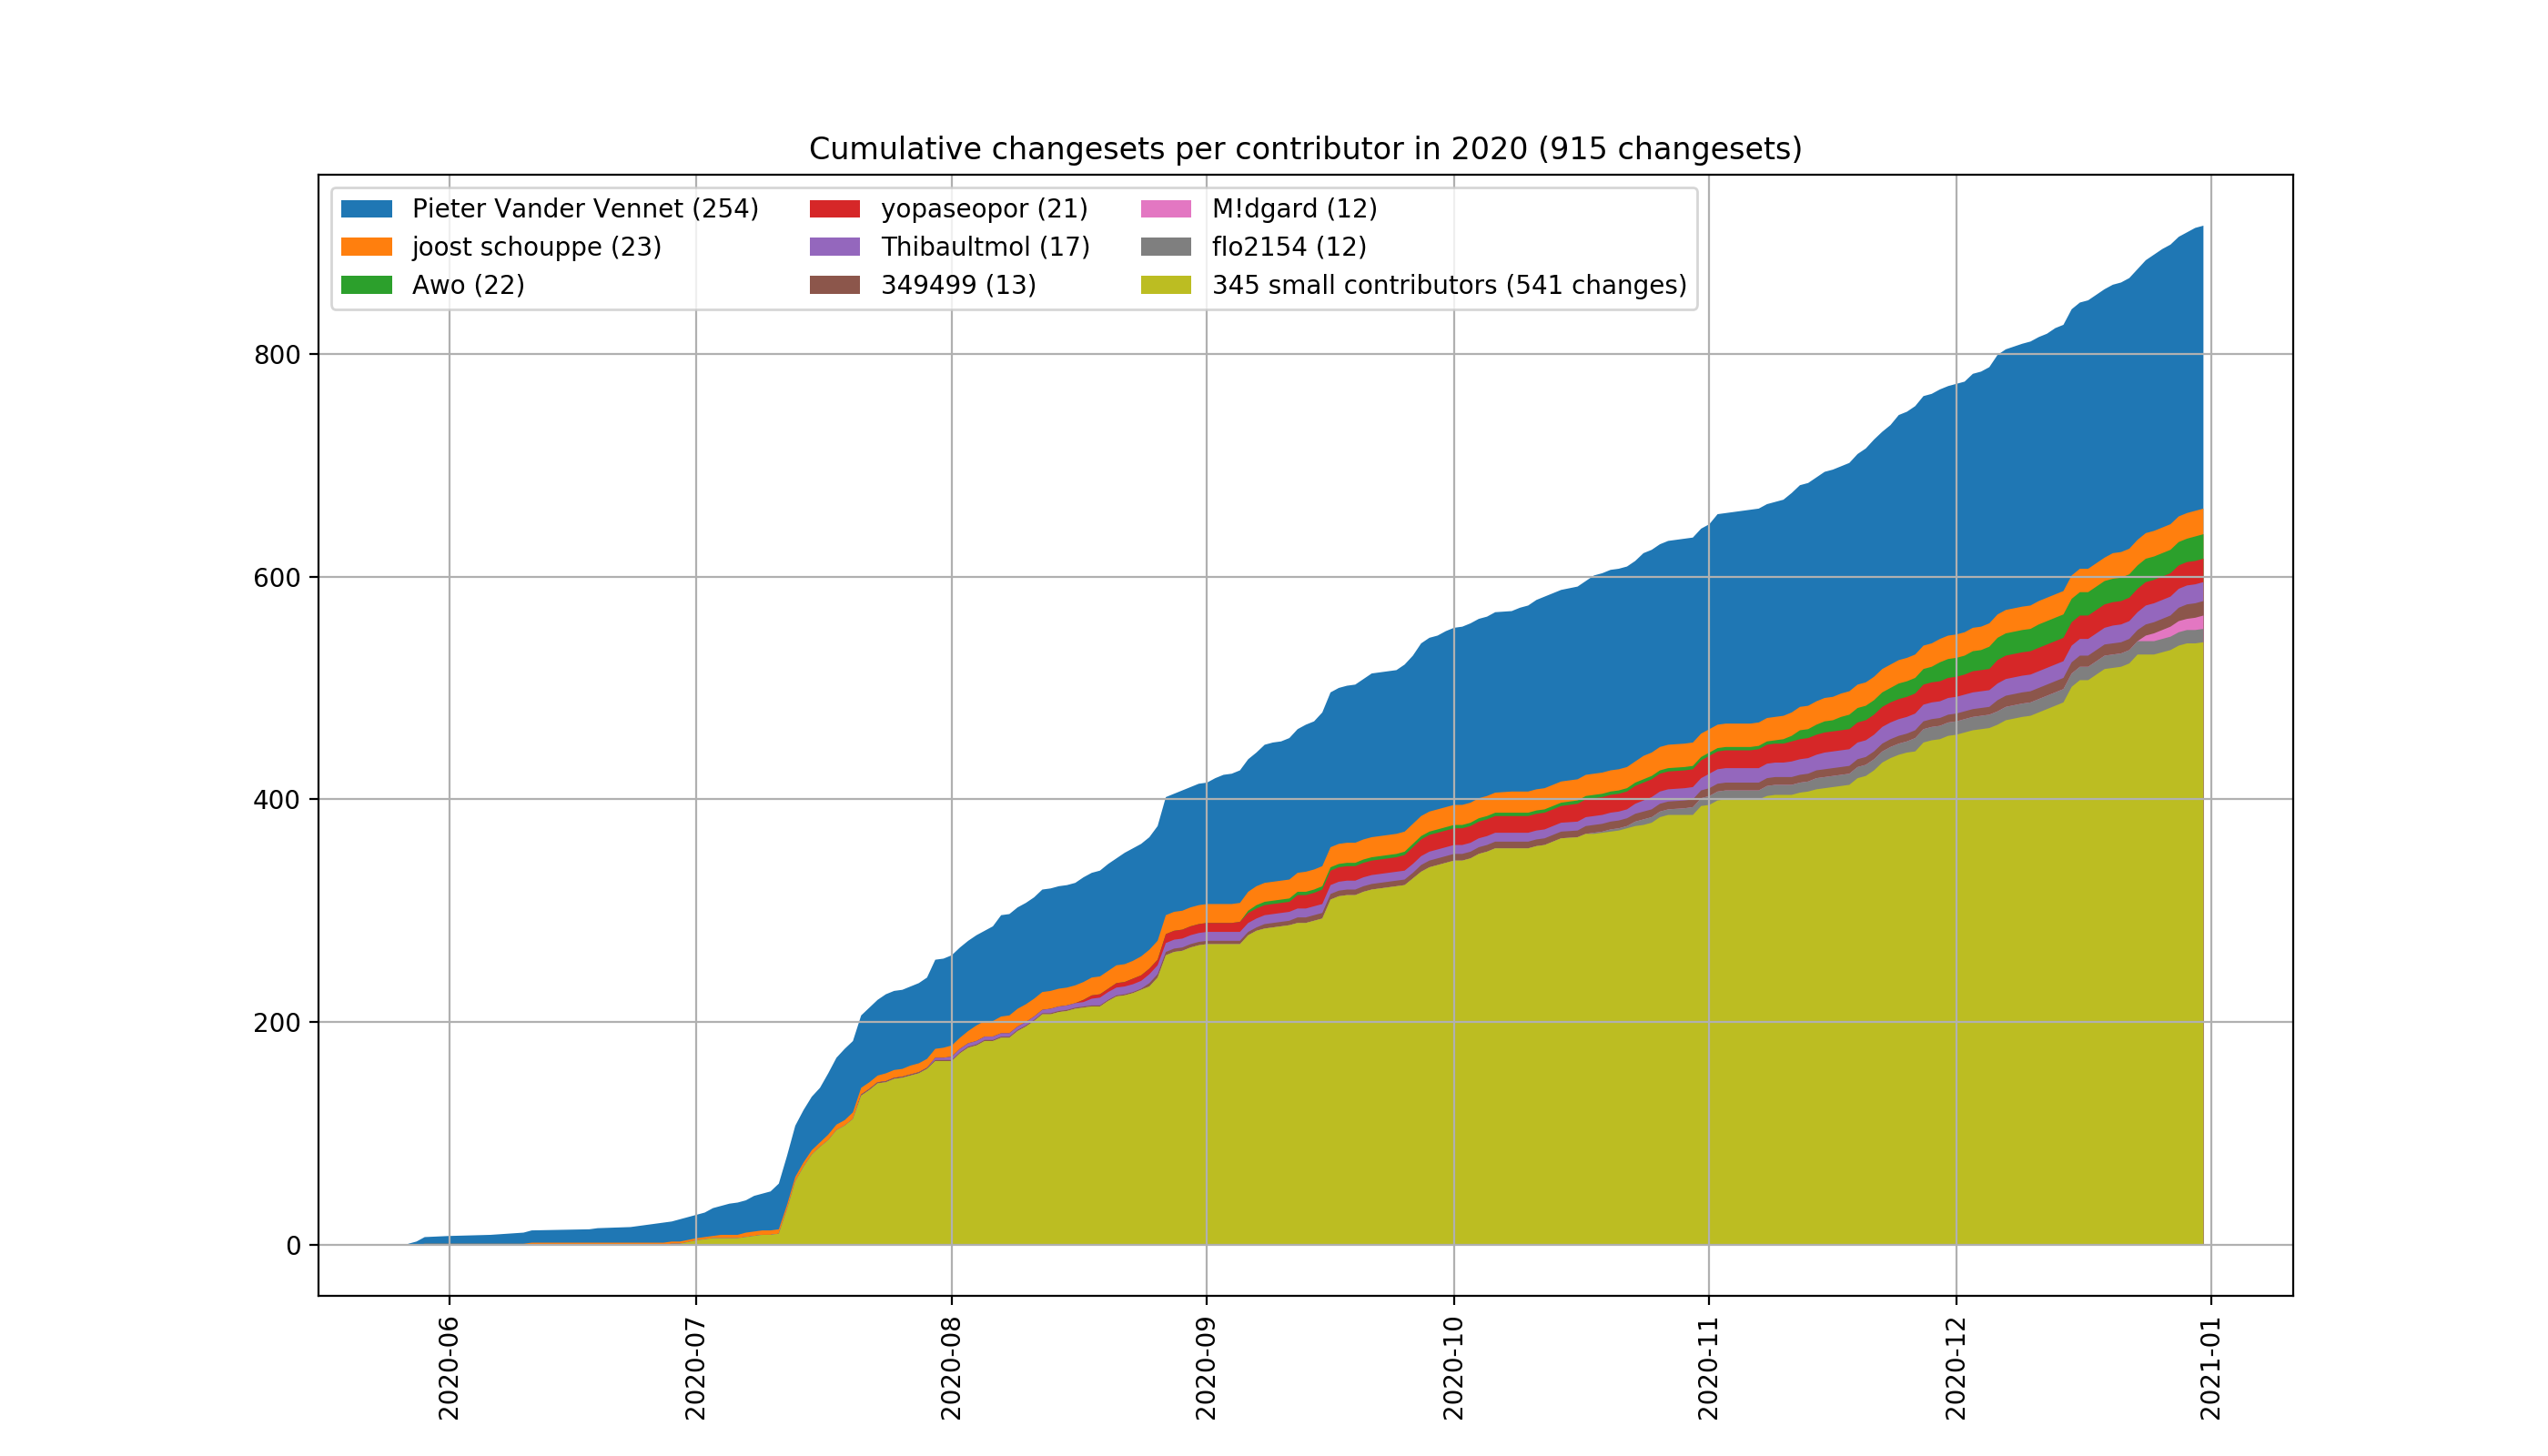 Cumulative changesets per contributor in 2020 (915 changesets)
Pieter Vander Vennet (254)
joost schouppe (23)
Awo (22)
yopaseopor (21)
Thibaultmol (17)
349499 (13)
M!dgard (12)
flo2154 (12)
345 small contributors (541 changes)
800
600
400
200
0
2020-06
2020-07
2020-08
2020-09
2020-10
2020-11
2020-12
2021-01